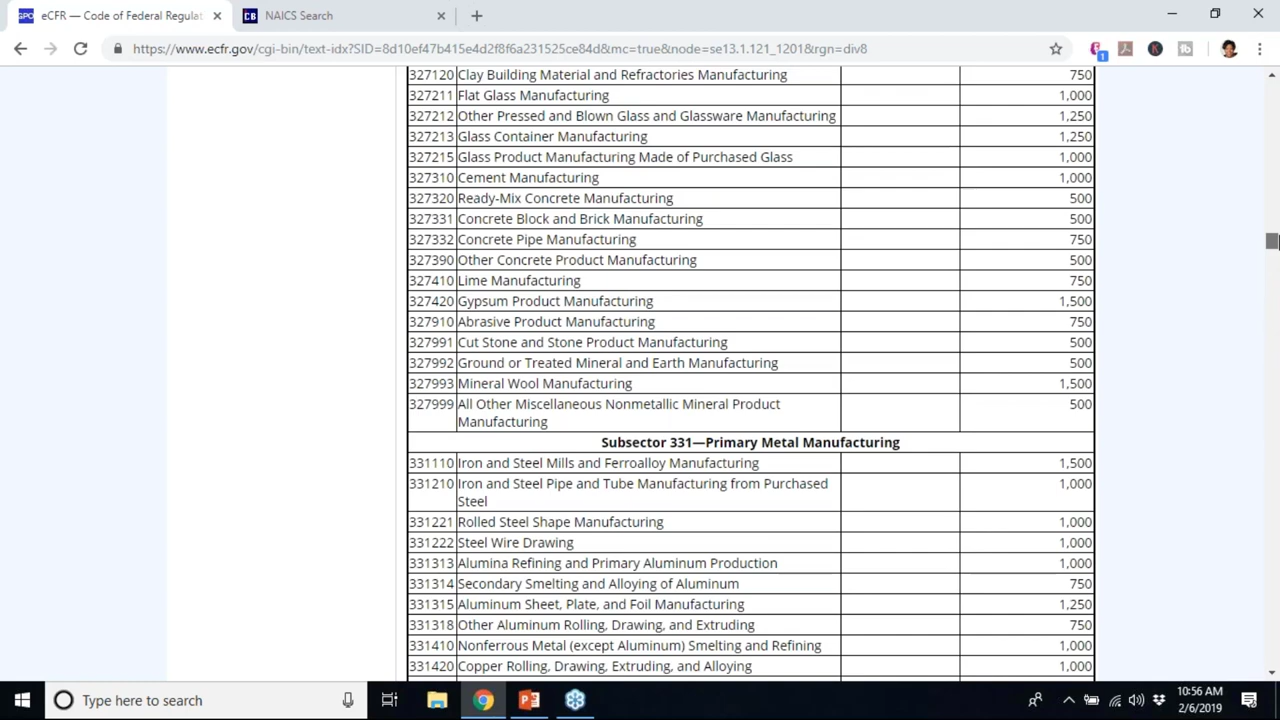 eCFR — Code of Federal Regulat
NAICS Search
https://www.ecfr.gov/cgi-bin/text-idx?SID=8d10ef47b415e4d2f8f6a231525ce84d&mc=true&node=se13.1.121_1201&rgn=div8
327120 Clay Building Material and Refractories Manufacturing 750
327211 Flat Glass Manufacturing 1,000
327212 Other Pressed and Blown Glass and Glassware Manufacturing 1,250
327213 Glass Container Manufacturing 1,250
327215 Glass Product Manufacturing Made of Purchased Glass 1,000
327310 Cement Manufacturing 1,000
327320 Ready-Mix Concrete Manufacturing 500
327331 Concrete Block and Brick Manufacturing 500
327332 Concrete Pipe Manufacturing 750
327390 Other Concrete Product Manufacturing 500
327410 Lime Manufacturing 750
327420 Gypsum Product Manufacturing 1,500
327910 Abrasive Product Manufacturing 750
327991 Cut Stone and Stone Product Manufacturing 500
327992 Ground or Treated Mineral and Earth Manufacturing 500
327993 Mineral Wool Manufacturing 1,500
327999 All Other Miscellaneous Nonmetallic Mineral Product 500
Manufacturing
Subsector 331—Primary Metal Manufacturing
331110 Iron and Steel Mills and Ferroalloy Manufacturing 1,500
331210 Iron and Steel Pipe and Tube Manufacturing from Purchased 1,000
Steel
331221 Rolled Steel Shape Manufacturing 1,000
331222 Steel Wire Drawing 1,000
331313 Alumina Refining and Primary Aluminum Production 1,000
331314 Secondary Smelting and Alloying of Aluminum 750
331315 Aluminum Sheet, Plate, and Foil Manufacturing 1,250
331318 Other Aluminum Rolling, Drawing, and Extruding 750
331410 Nonferrous Metal (except Aluminum) Smelting and Refining 1,000
331420 Copper Rolling, Drawing, Extruding, and Alloying 1,000
Type here to search
10:56 AM
2/6/2019